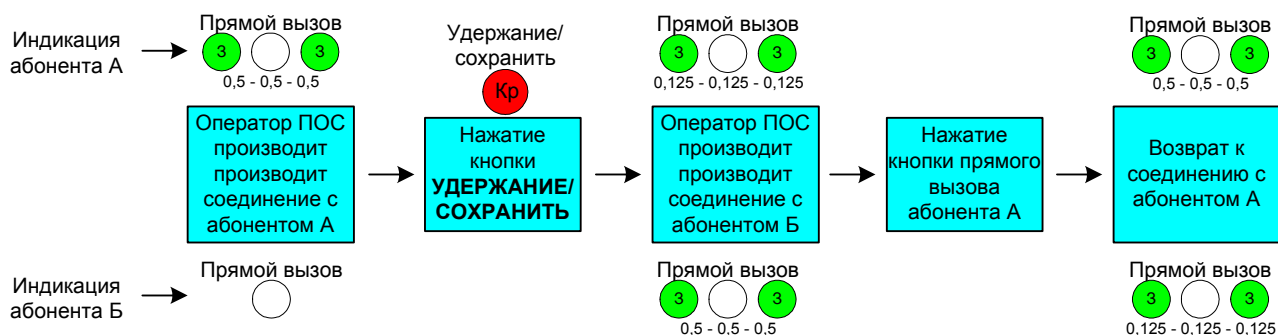 Индикация
абонента А
Прямой вызов
З З
0,5 - 0,5 - 0,5
Удержание/
сохранить
Кр
Прямой вызов
З З
0,125 - 0,125 - 0,125
Прямой вызов
З З
0,5 - 0,5 - 0,5
Оператор ПОС
производит
производит
соединение с
абонентом А
Нажатие
кнопки
УДЕРЖАНИЕ/
СОХРАНИТЬ
Оператор ПОС
производит
производит
соединение с
абонентом Б
Нажатие
кнопки прямого
вызова
абонента А
Возврат к
соединению с
абонентом А
Индикация
абонента Б
Прямой вызов
Прямой вызов
З З
0,5 - 0,5 - 0,5
Прямой вызов
З З
0,125 - 0,125 - 0,125